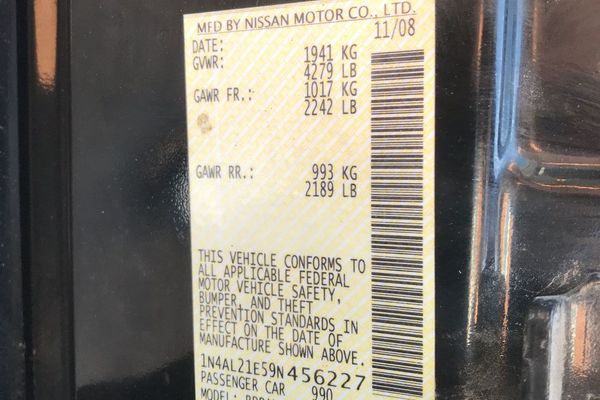 MFD BY NISSAN MOTOR CO., LTD.
DATE: 11/08
GVWR: 1941 KG
4279 LB
GAWR FR.: 1017 KG
2242 LB
GAWR RR.: 993 KG
2189 LB
THIS VEHICLE CONFORMS TO
ALL APPLICABLE FEDERAL
MOTOR VEHICLE SAFETY,
BUMPER, AND THEFT
PREVENTION STANDARDS IN
EFFECT ON THE DATE OF
MANUFACTURE SHOWN ABOVE.
1N4AL21E59N456227
PASSENGER CAR 990
MODEL: